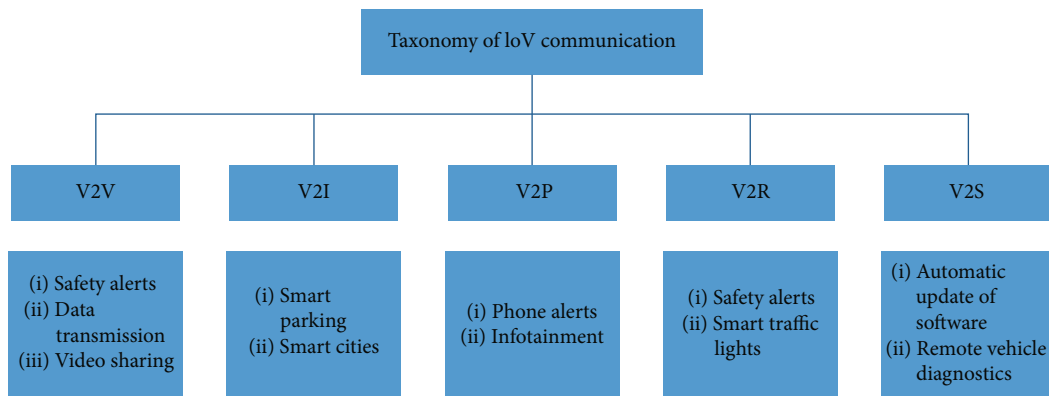 Taxonomy of loV communication
V2V
V2I
V2P
V2R
V2S
(i) Safety alerts
(ii) Data
transmission
(iii) Video sharing
(i) Smart
parking
(ii) Smart cities
(i) Phone alerts
(ii) Infotainment
(i) Safety alerts
(ii) Smart traffic
lights
(i) Automatic
update of
software
(ii) Remote vehicle
diagnostics